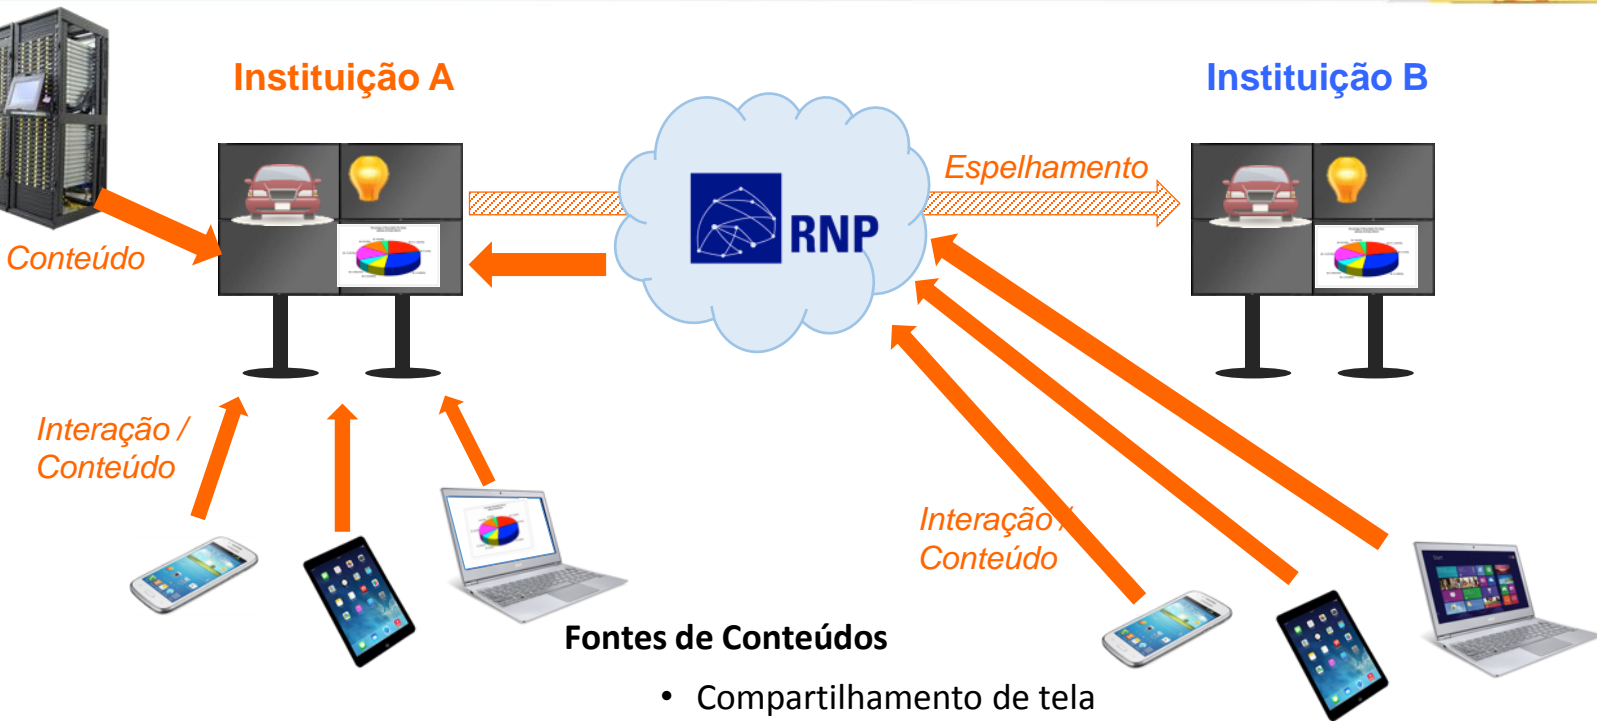 Instituição A
Instituição B
Espelhamento
RNP
Conteúdo
Interação /
Conteúdo
Interação /
Conteúdo
Fontes de Conteúdos
• Compartilhamento de tela